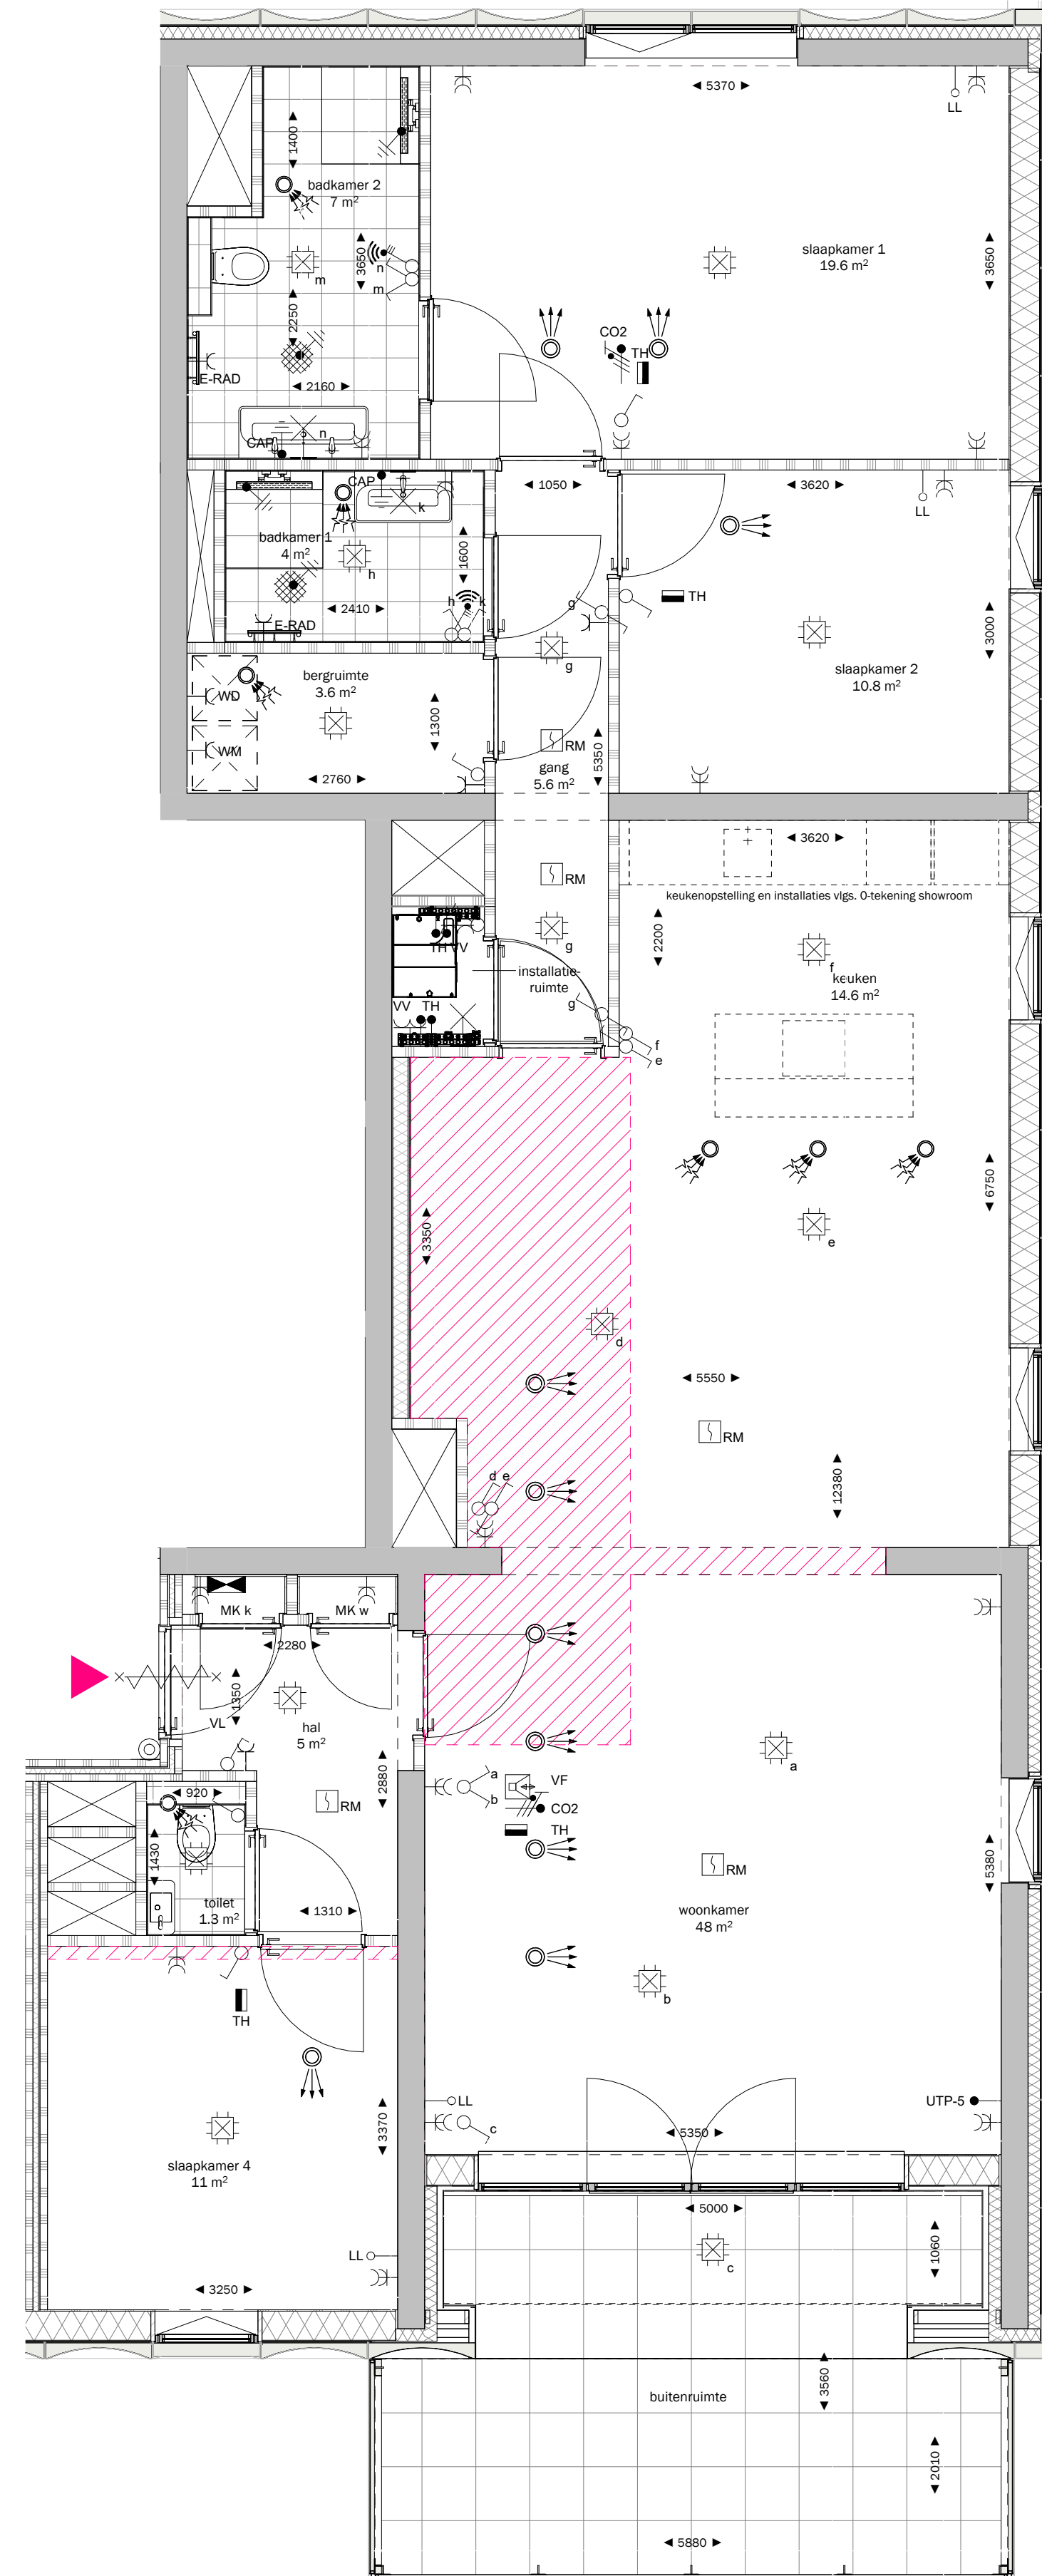 5370
LL
1400
badkamer 2
7 m²
slaapkamer 1
19.6 m²
3650
n
m
m
3650
2250
CO2
TH
E-RAD
2160
n
CAP
CAP
k
1050
3620
LL
badkamer 1
4 m²
h
1600
2410
h
k
g
TH
E-RAD
3000
g
bergruimte
3.6 m²
slaapkamer 2
10.8 m²
WD
1300
RM
WM
gang
5.6 m²
5350
2760
3620
RM
keukenopstelling en installaties vlgs. 0-tekening showroom
2200
TH VV
g
f
keuken
14.6 m²
installatie-
ruimte
VV TH
g
f
e
6750
3350
e
d
5550
RM
d e
12380
MK k
MK w
2280
1350
VL
hal
5 m²
a
2880
a
b
VF
CO2
TH
920
RM
1430
RM
5380
toilet
1.3 m²
1310
woonkamer
48 m²
b
TH
LL
UTP-5
c
3370
5350
slaapkamer 4
11 m²
5000
c
1060
LL
3250
3560
buitenruimte
2010
5880